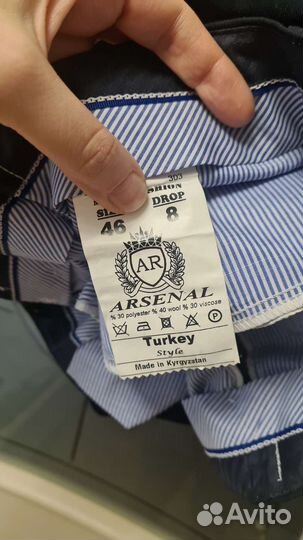 303
FASHION
SIZE DROP
46 8
AR
ARSENAL
% 30 polyester % 40 wool % 30 viscose
P
Turkey
Style
Made in Kyrgyzstan
Avito